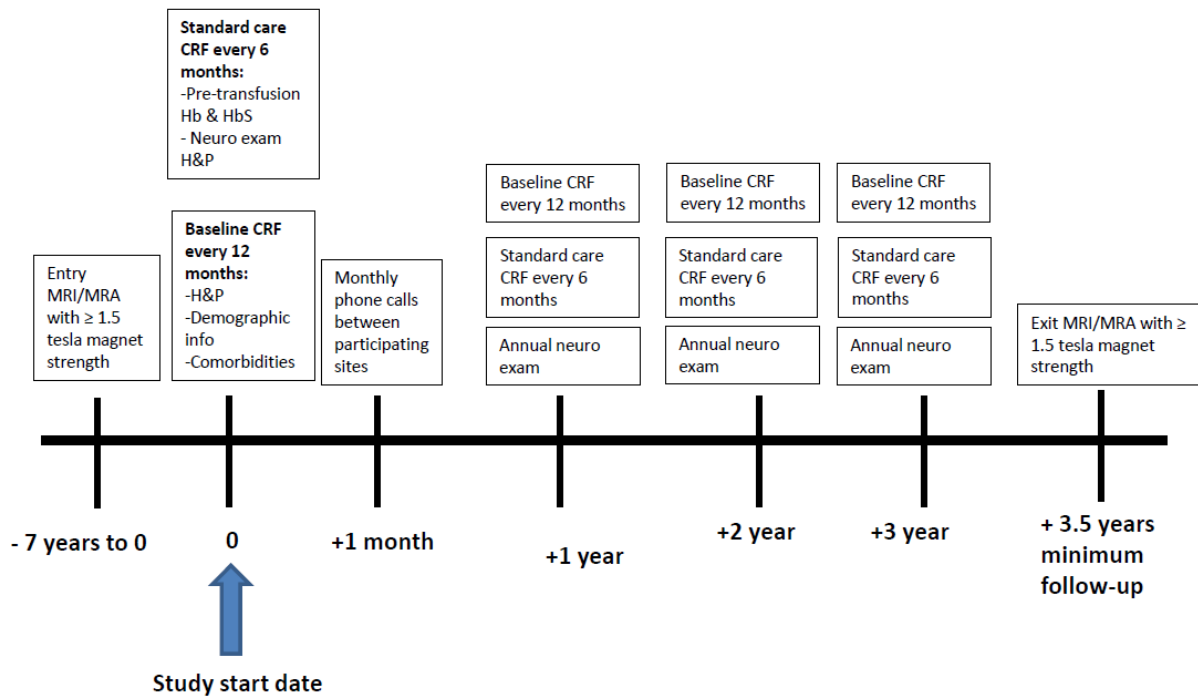 Standard care
CRF every 6
months:
-Pre-transfusion
Hb & HbS
- Neuro exam
H&P
Baseline CRF
every 12
months:
-H&P
-Demographic
info
-Comorbidities
Entry
MRI/MRA
with ≥ 1.5
tesla magnet
strength
Monthly
phone calls
between
participating
sites
Baseline CRF
every 12 months
Standard care
CRF every 6
months
Annual neuro
exam
Baseline CRF
every 12 months
Standard care
CRF every 6
months
Annual neuro
exam
Baseline CRF
every 12 months
Standard care
CRF every 6
months
Annual neuro
exam
Exit MRI/MRA with ≥
1.5 tesla magnet
strength
- 7 years to 0
0
+1 month
+1 year
+2 year
+3 year
+ 3.5 years
minimum
follow-up
Study start date